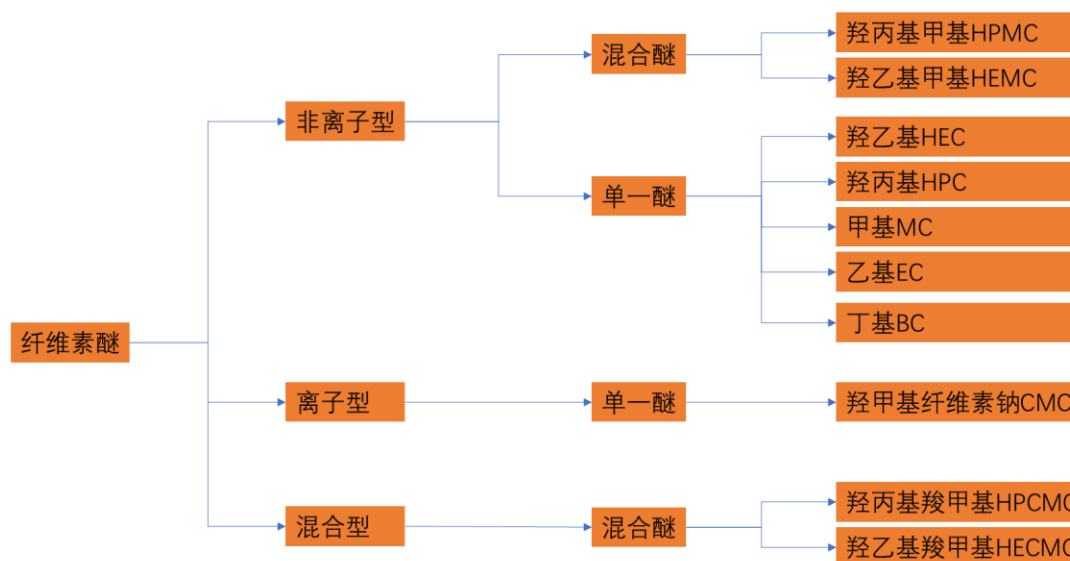 羟丙基甲基HPMC
混合醚
羟乙基甲基HEMC
非离子型
羟乙基HEC
羟丙基HPC
单一醚
甲基MC
乙基EC
丁基BC
纤维素醚
离子型
单一醚
羟甲基纤维素钠CMC
羟丙基羧甲基HPCMC
混合型
混合醚
羟乙基羧甲基HECMC